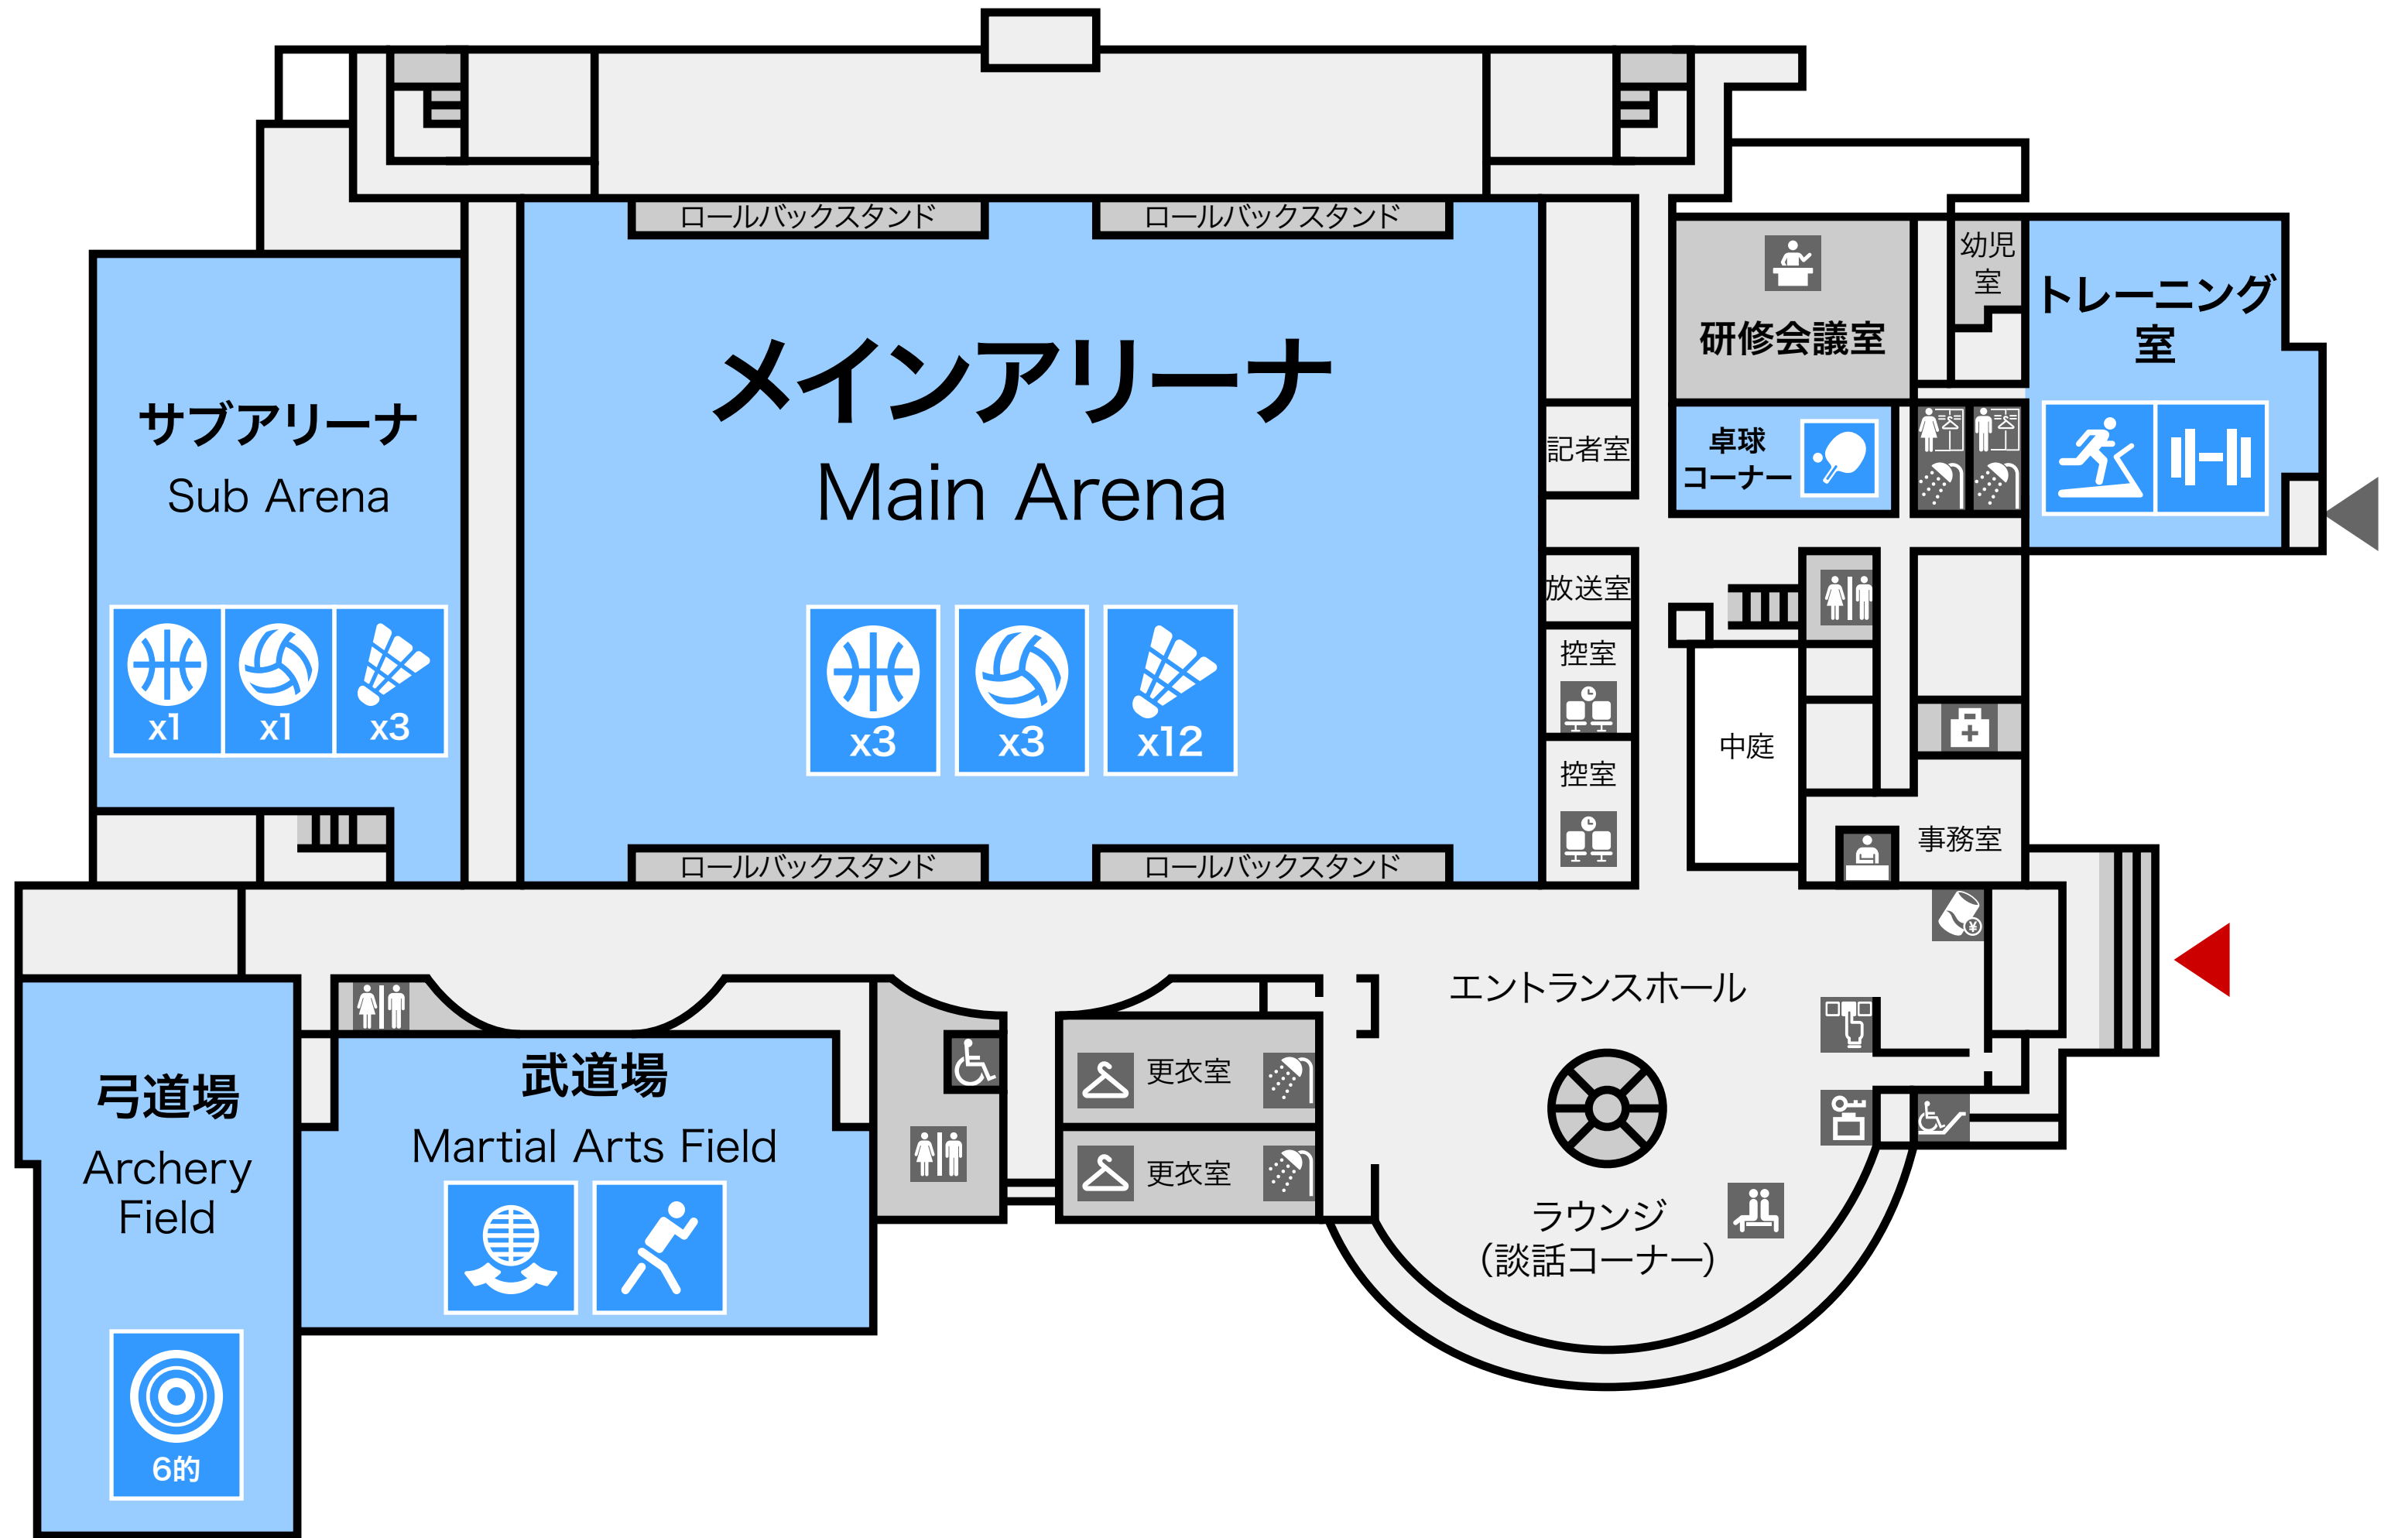 ロールバックスタンド
ロールバックスタンド
幼児
室
トレーニング
室
研修会議室
メインアリーナ
Main Arena
サブアリーナ
Sub Arena
記者室
卓球
コーナー
放送室
控室
x1
x1
x3
x3
x3
x12
中庭
控室
事務室
ロールバックスタンド
ロールバックスタンド
¥
エントランスホール
弓道場
Archery
Field
武道場
Martial Arts Field
更衣室
更衣室
ラウンジ
（談話コーナー）
6的